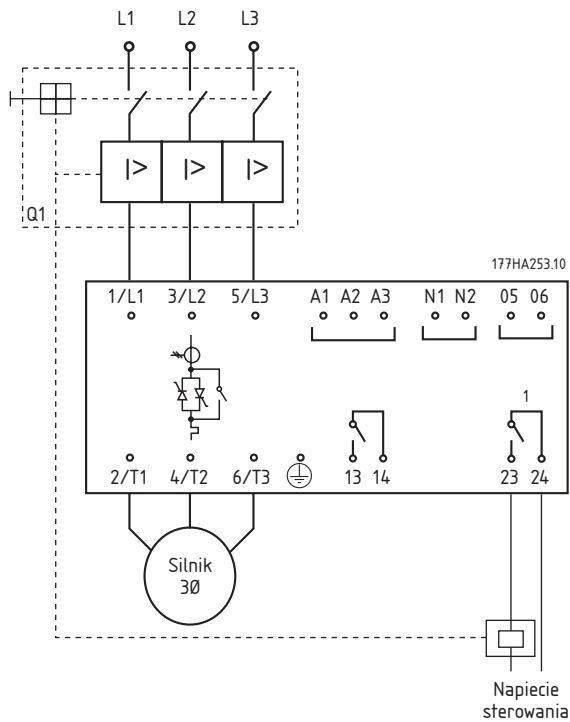 L1 L2 L3
I> I> I>
Q1
177HA253.10
1/L1 3/L2 5/L3 A1 A2 A3 N1 N2 05 06
1
2/T1 4/T2 6/T3 13 14 23 24
Silnik
3Ø
Napiecie
sterowania